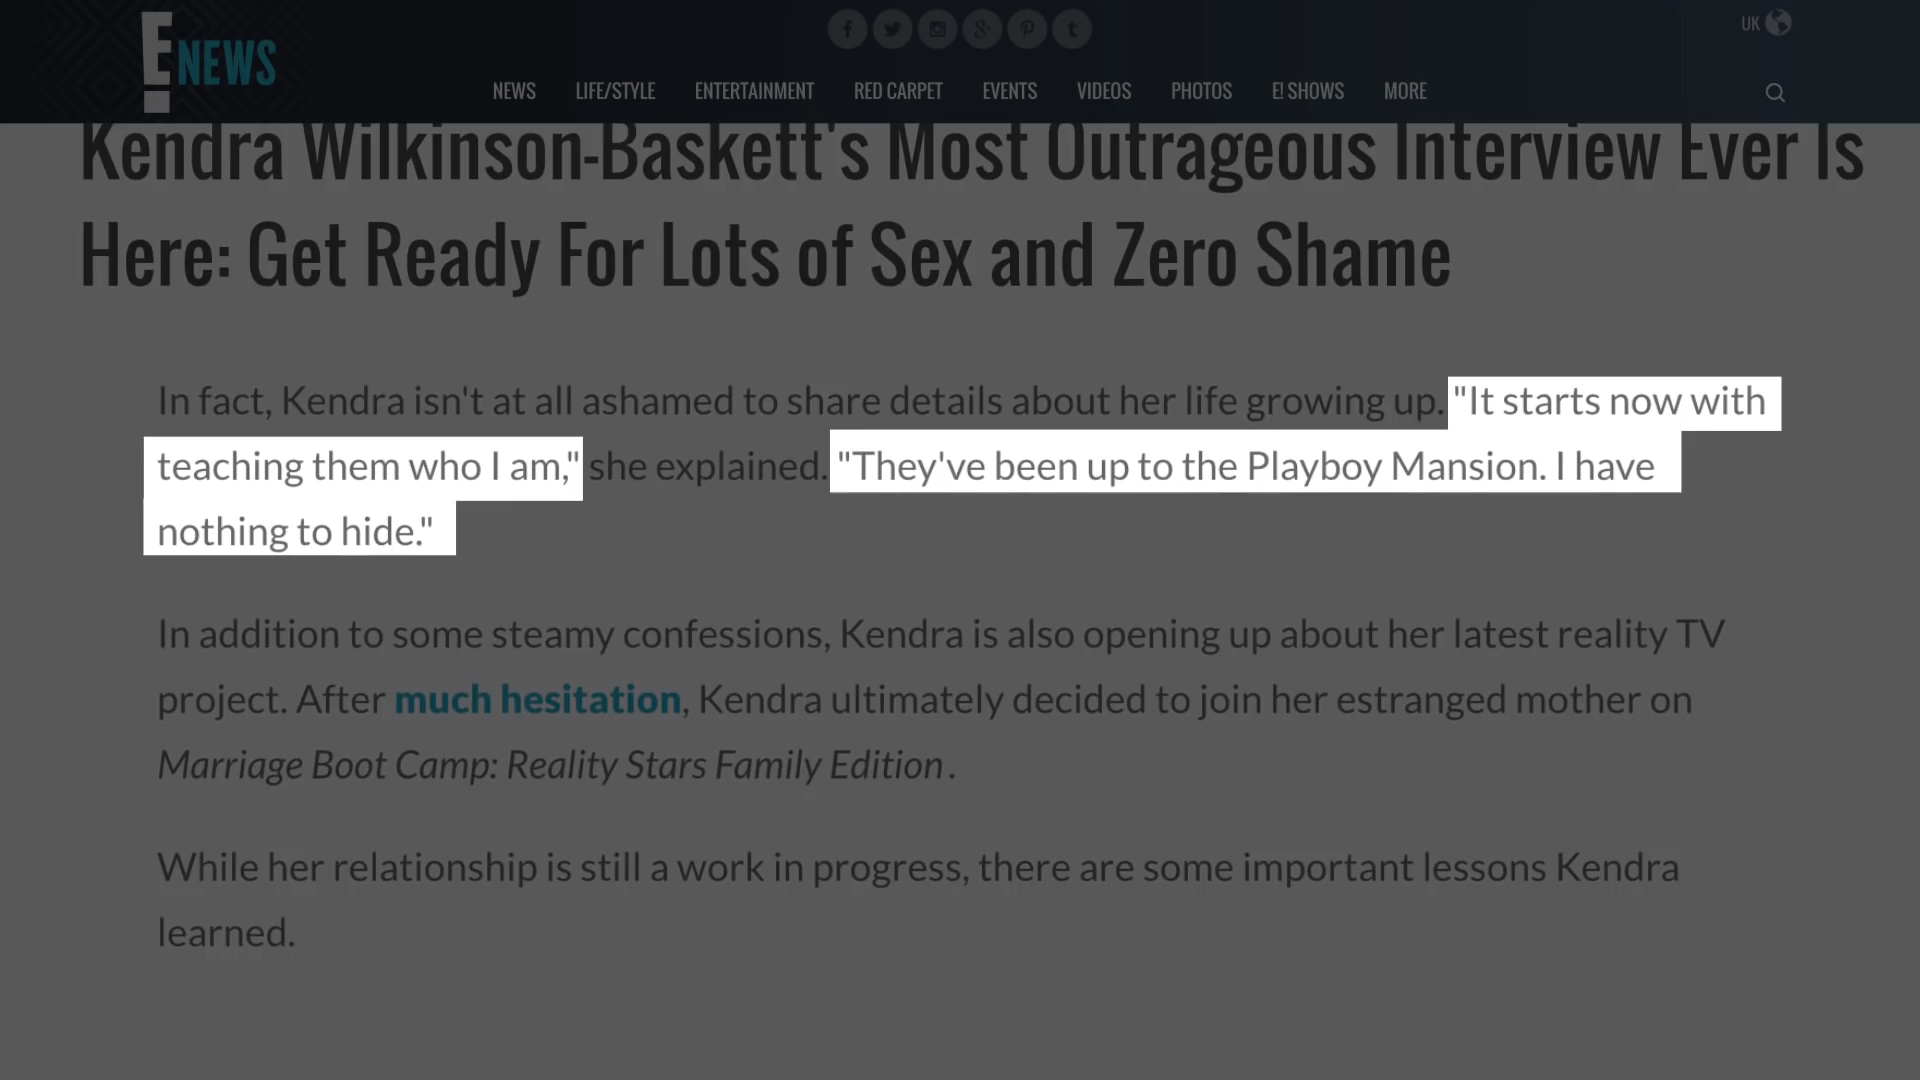 E! NEWS
UK
NEWS LIFE/STYLE ENTERTAINMENT RED CARPET EVENTS VIDEOS PHOTOS E! SHOWS MORE
Kendra Wilkinson-Baskett's Most Outrageous Interview Ever Is
Here: Get Ready For Lots of Sex and Zero Shame
In fact, Kendra isn't at all ashamed to share details about her life growing up. "It starts now with
teaching them who I am," she explained. "They've been up to the Playboy Mansion. I have
nothing to hide."
In addition to some steamy confessions, Kendra is also opening up about her latest reality TV
project. After much hesitation, Kendra ultimately decided to join her estranged mother on
Marriage Boot Camp: Reality Stars Family Edition.
While her relationship is still a work in progress, there are some important lessons Kendra
learned.